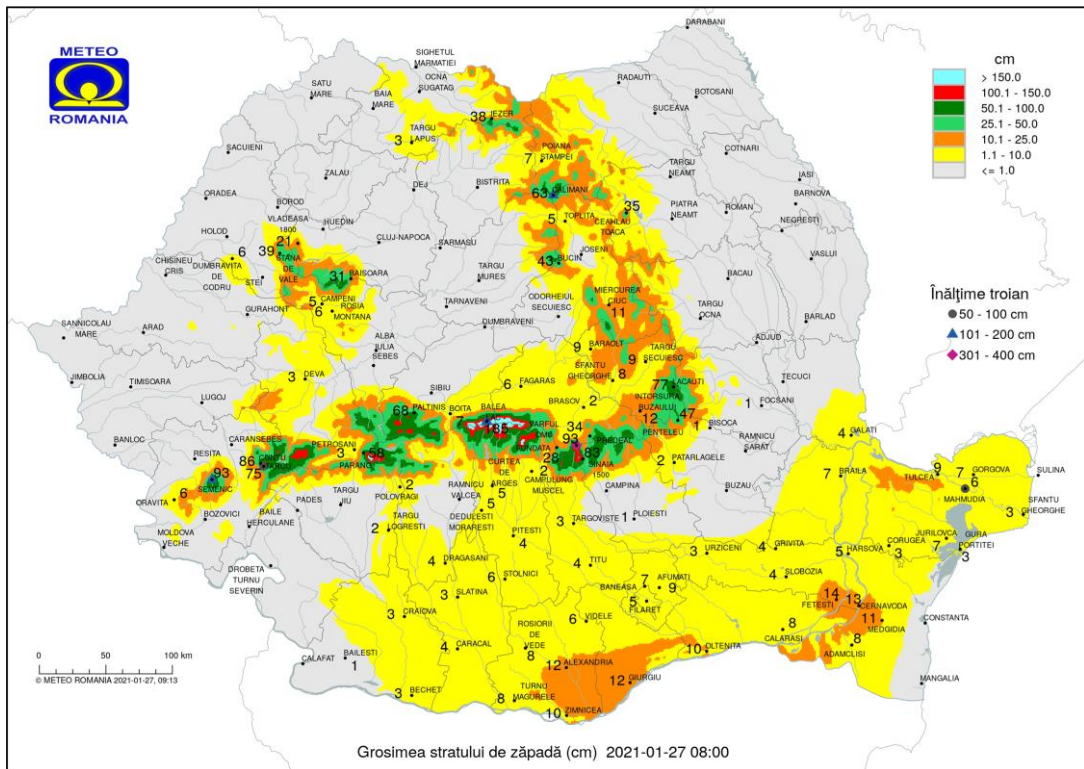 METEO
ROMANIA
DARABANI
SIGHETUL
MARMATIEI
OCNA
SUGATAG
RADAUTI
SATU
MARE
BAIA
MARE
BOTOSANI
SUCEAVA
38 IEZER
TARGU
LAPUS
3
POIANA
STAMPEI
7
COTNARI
SACUIENI
TARGU
NEAMT
ZALAU
DEJ
BISTRITA
63 CALIMANI
IASI
BARNOVA
ORADEA
BOROD
VLADEASA
1800
21
HUEDIN
TOPLITA
5
CEAHLAU
TOACA
35
PIATRA
NEAMT
ROMAN
NEGRESTI
HOLOD
39
STANA
DE
VALE
CLUJ-NAPOCA
SARMASU
JOSENI
BUCIN
43
VASLUI
CHISINEU
CRIS
DUMBRAVITA
DE
CODRU
6
STEI
31 BAISOARA
TARGU
MURES
BACAU
GURAHONT
CAMPENI
5
ROSIA
MONTANA
6
TARNAVENI
ODORHEIUL
SECUIESC
MIERCUREA
CIUC
11
TARGU
OCNA
BARLAD
SANNICOLAU
MARE
ARAD
DUMBRAVENI
ALBA
IULIA
SEBES
ADJUD
BARAOLT
9
TARGU
SECUIESC
9
JIMBOLIA
TIMISOARA
DEVA
3
SFANTU
GHEORGHE
8
TECUCI
LUGOJ
SIBIU
FAGARAS
6
LACAUTI
77
BRASOV
2
INTORSURA
BUZAULUI
12
FOCSANI
1
PALTINIS
68
BOITA
7
BALEA
LAC
185
VARFUL
OMU
34
93
PREDEAL
83
PENTELEU
47
BISOCA
1
RAMNICU
SARAT
GALATI
4
BANLOC
RESITA
CARANSEBES
CUNTU
86
TARCU
75
PETROSANI
3
PARANG
58
FUNDATA
28
SINAIA
1500
PATARLAGELE
2
SEMENIC
93
ORAVITA
6
BOZOVICI
BAILE
HERCULANE
PADES
TARGU
JIU
POLOVRAGI
2
RAMNICU
VALCEA
CURTEA
DE
ARGES
5
CAMPULUNG
MUSCEL
2
CAMPINA
BUZAU
BRAILA
7
TULCEA
9
GORGOVA
7
MAHMUDIA
6
SULINA
SFANTU
GHEORGHE
3
MOLDOVA
VECHE
TARGU
LOGRESTI
2
DEDULESTI
MORARESTI
5
PITESTI
4
TARGOVISTE
3
PLOIESTI
1
JURILOVCA
7
GURA
PORTITEI
3
CORUGEA
3
URZICENI
3
GRIVITA
4
HARSOVA
5
DROBETA
TURNU
SEVERIN
DRAGASANI
4
STOLNICI
6
TITU
4
SLOBOZIA
4
BANEASA
7
AFUMATI
9
FILARET
5
FETESTI
14
CERNAVODA
13
MEDGIDIA
11
CONSTANTA
SLATINA
3
CRAIOVA
3
VIDELE
6
CALARASI
8
ADAMCLISI
8
CARACAL
4
ROSIORII
DE
VEDE
8
CALAFAT
BAILESTI
1
ALEXANDRIA
12
OLTENITA
10
GIURGIU
12
MANGALIA
BECHET
3
TURNU
MAGURELE
8
ZIMNICEA
10
cm
> 150.0
100.1 - 150.0
50.1 - 100.0
25.1 - 50.0
10.1 - 25.0
1.1 - 10.0
<= 1.0
Înălţime troian
50 - 100 cm
101 - 200 cm
301 - 400 cm
0 50 100 km
© METEO ROMANIA 2021-01-27, 09:13
Grosimea stratului de zăpadă (cm) 2021-01-27 08:00